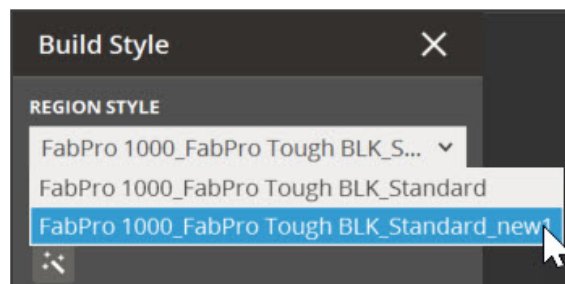 Build Style
REGION STYLE
FabPro 1000_FabPro Tough BLK_S...
FabPro 1000_FabPro Tough BLK_Standard
FabPro 1000_FabPro Tough BLK_Standard_new1